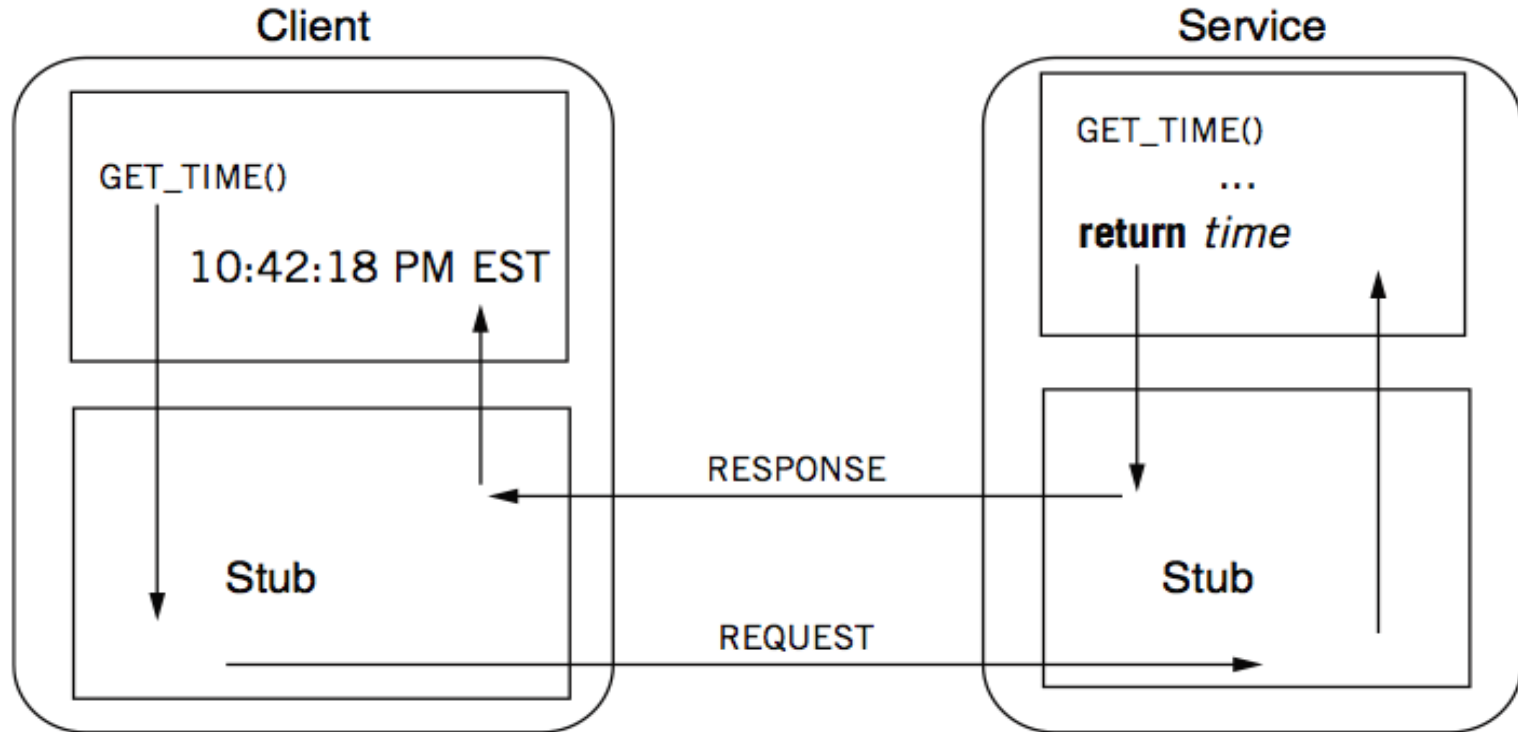 Client
GET_TIME()
10:42:18 PM EST
Stub
RESPONSE
REQUEST
Service
GET_TIME()
...
return time
Stub